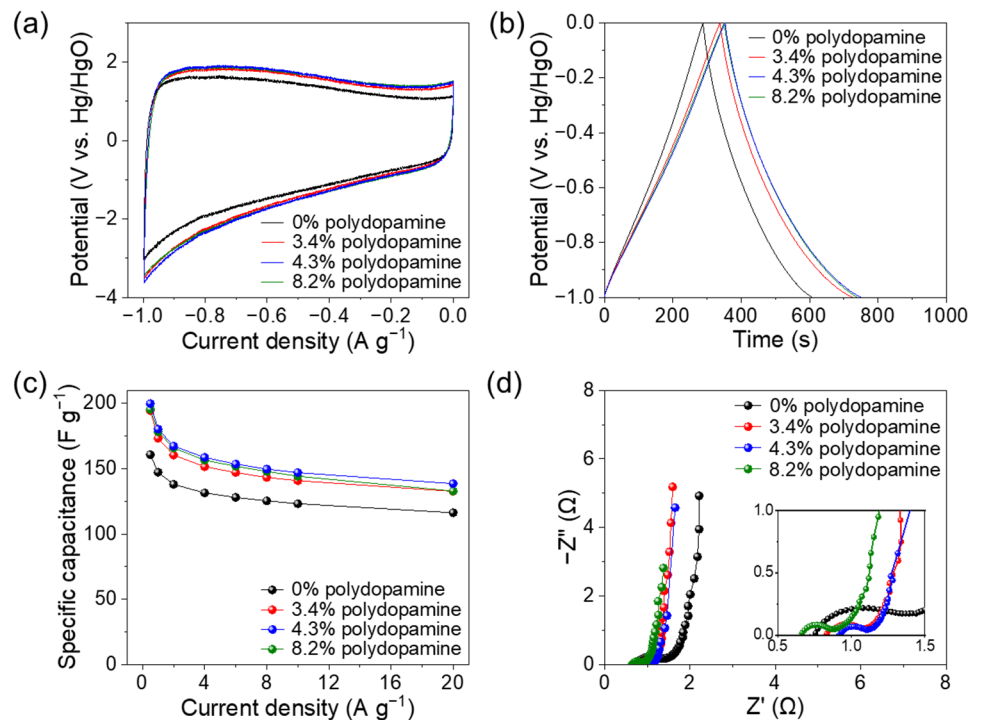 (a)
Potential (V vs. Hg/HgO)
2
0
−2
−4
0% polydopamine
3.4% polydopamine
4.3% polydopamine
8.2% polydopamine
−1.0 −0.8 −0.6 −0.4 −0.2 0.0
Current density (A g⁻¹)
(b)
Potential (V vs. Hg/HgO)
0.0
−0.2
−0.4
−0.6
−0.8
−1.0
0% polydopamine
3.4% polydopamine
4.3% polydopamine
8.2% polydopamine
0 200 400 600 800 1000
Time (s)
(c)
Specific capacitance (F g⁻¹)
200
150
100
50
0
0% polydopamine
3.4% polydopamine
4.3% polydopamine
8.2% polydopamine
0 4 8 12 16 20
Current density (A g⁻¹)
(d)
−Z" (Ω)
8
6
4
2
0
0% polydopamine
3.4% polydopamine
4.3% polydopamine
8.2% polydopamine
1.0
0.5
0.0
0.5 1.0 1.5
0 2 4 6 8
Z' (Ω)